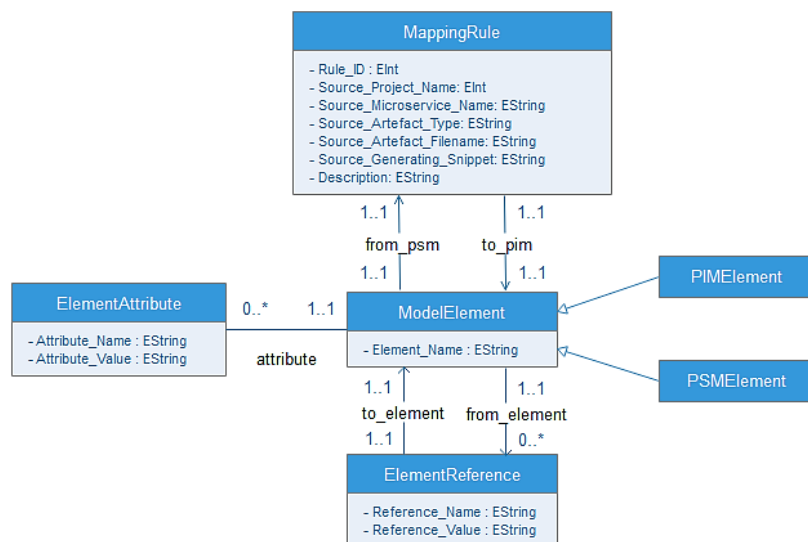 MappingRule
- Rule_ID : EInt
- Source_Project_Name: EInt
- Source_Microservice_Name: EString
- Source_Artefact_Type: EString
- Source_Artefact_Filename: EString
- Source_Generating_Snippet: EString
- Description: EString
1..1 1..1
from_psm to_pim
1..1 1..1
PIMElement
ElementAttribute
- Attribute_Name : EString
- Attribute_Value : EString
0..* 1..1
attribute
ModelElement
- Element_Name : EString
PSMElement
1..1 1..1
to_element from_element
1..1 0..*
ElementReference
- Reference_Name : EString
- Reference_Value : EString